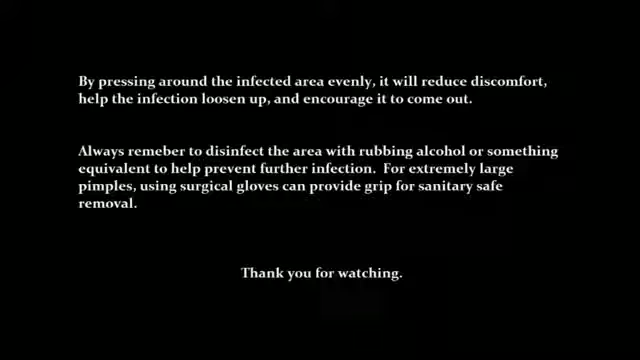 By pressing around the infected area evenly, it will reduce discomfort,
help the infection loosen up, and encourage it to come out.
Always remeber to disinfect the area with rubbing alcohol or something
equivalent to help prevent further infection.  For extremely large
pimples, using surgical gloves can provide grip for sanitary safe
removal.
Thank you for watching.